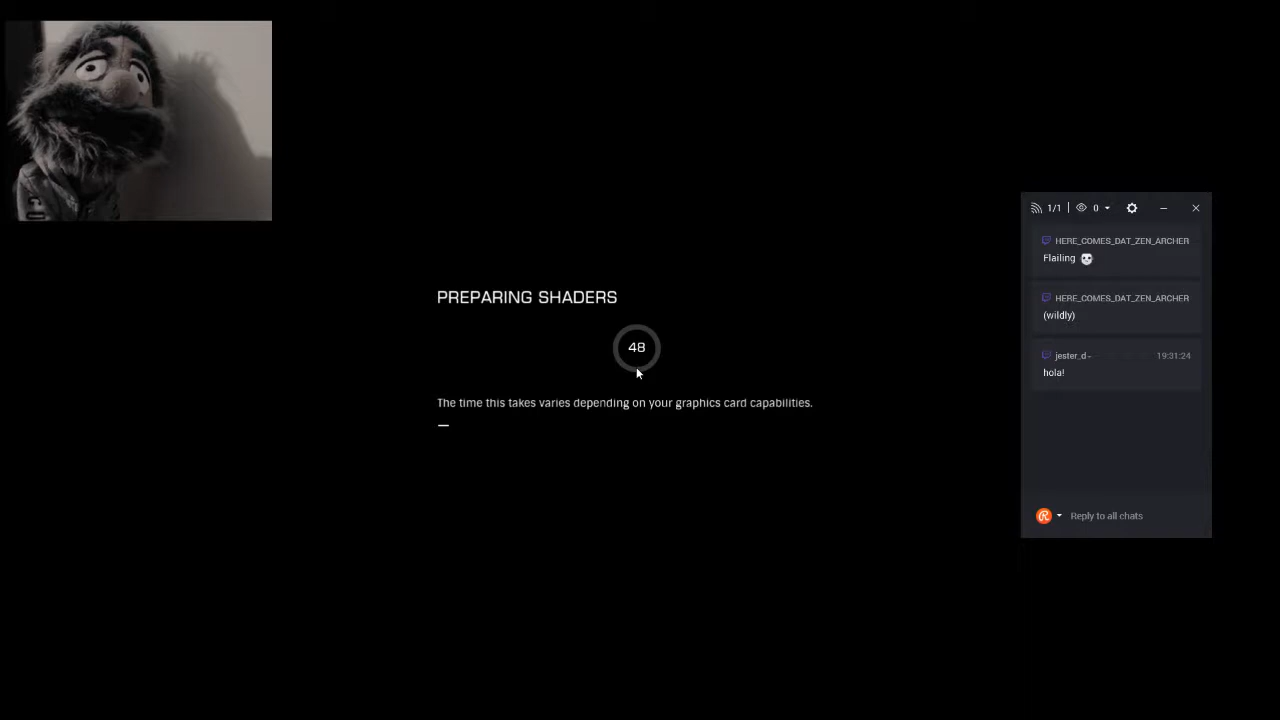 PREPARING SHADERS
48
The time this takes varies depending on your graphics card capabilities.
1/1
0
HERE_COMES_DAT_ZEN_ARCHER
Flailing
HERE_COMES_DAT_ZEN_ARCHER
(wildly)
jester_d- 19:31:24
hola!
Reply to all chats